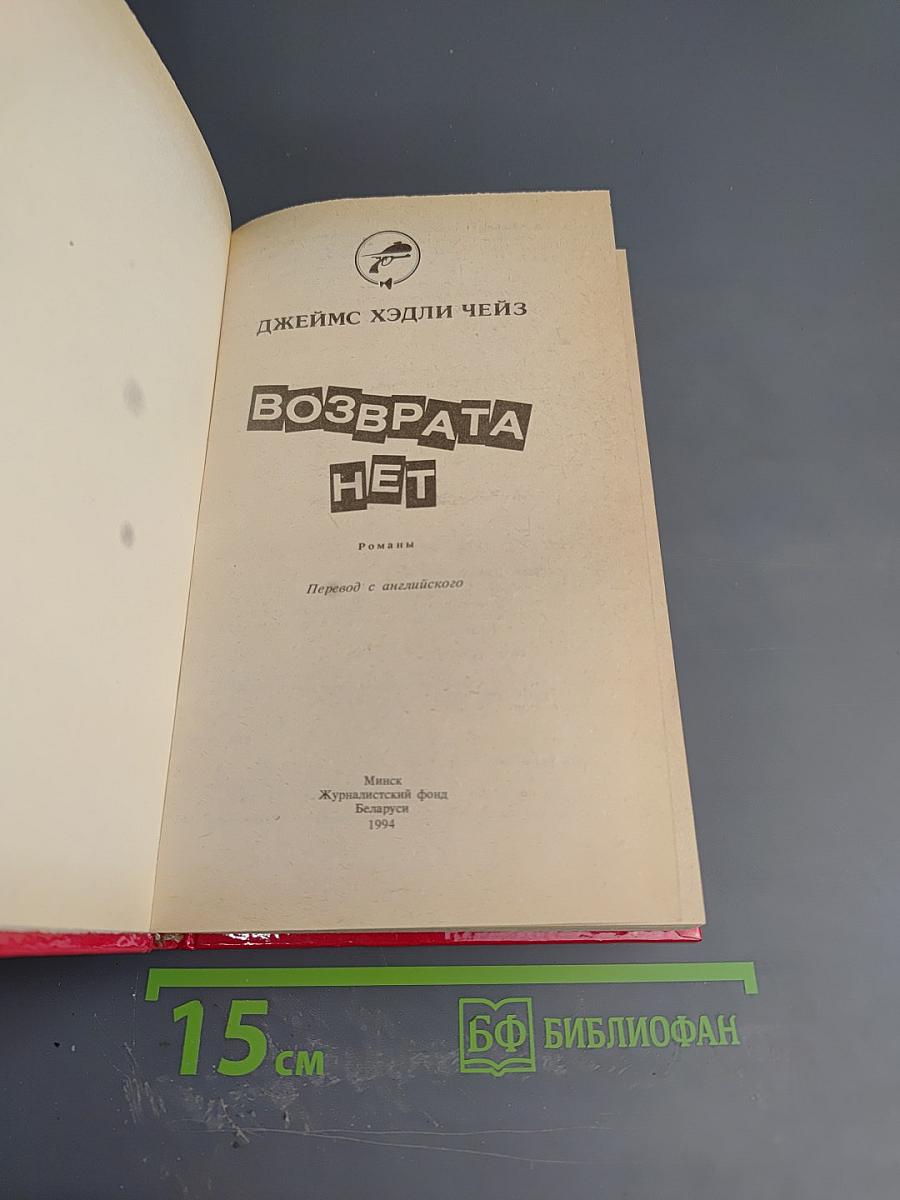 ДЖЕЙМС ХЭДЛИ ЧЕЙЗ
ВОЗВРАТА
НЕТ
Романы
Перевод с английского
Минск
Журналистский фонд
Беларуси
1994
15 см
БФ БИБЛИОФАН